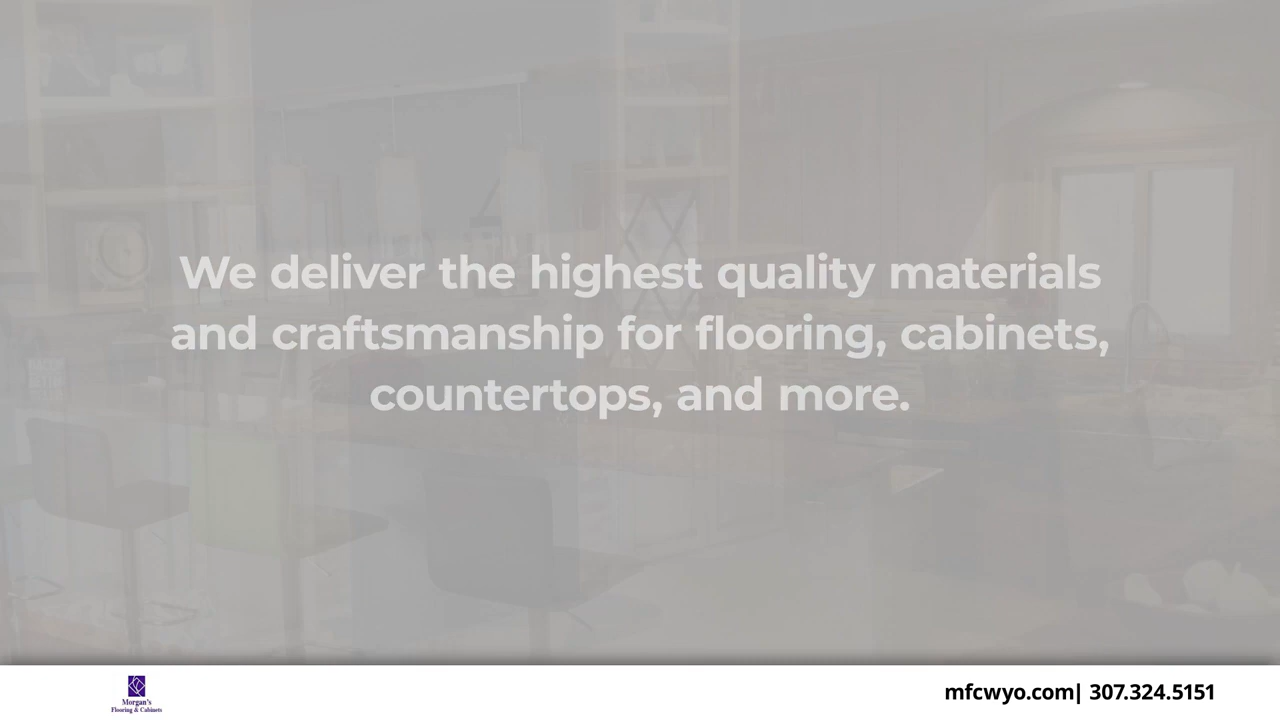 We deliver the highest quality materials
and craftsmanship for flooring, cabinets,
countertops, and more.
Morgan's
Flooring & Cabinets
mfcwyo.com| 307.324.5151